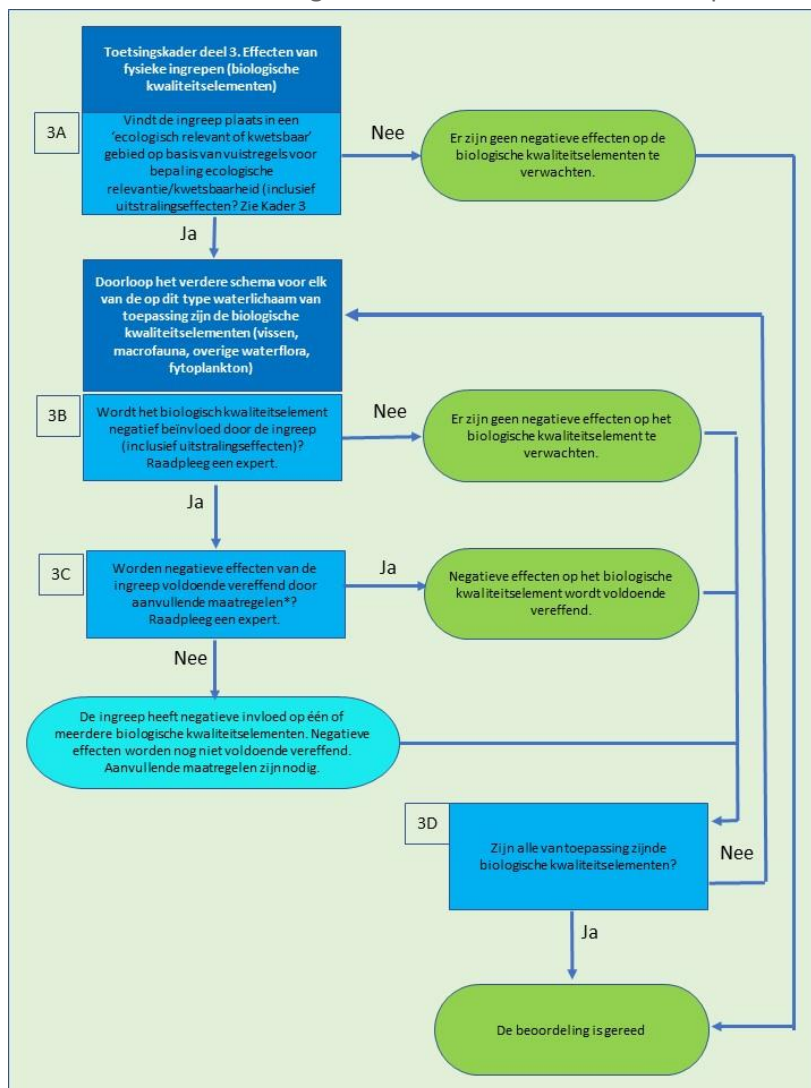 Toetsingskader deel 3. Effecten van
fysieke ingrepen (biologische
kwaliteitselementen)
3A
Vindt de ingreep plaats in een
‘ecologisch relevant of kwetsbaar’
gebied op basis van vuistregels voor
bepaling ecologische
relevantie/kwetsbaarheid (inclusief
uitstralingseffecten? Zie Kader 3
Nee
Er zijn geen negatieve effecten op de
biologische kwaliteitselementen te
verwachten.
Ja
Doorloop het verdere schema voor elk
van de op dit type waterlichaam van
toepassing zijn de biologische
kwaliteitselementen (vissen,
macrofauna, overige waterflora,
fytoplankton)
3B
Wordt het biologisch kwaliteitselement
negatief beïnvloed door de ingreep
(inclusief uitstralingseffecten)?
Raadpleeg een expert.
Nee
Er zijn geen negatieve effecten op het
biologische kwaliteitselement te
verwachten.
Ja
3C
Worden negatieve effecten van de
ingreep voldoende vereffend door
aanvullende maatregelen*?
Raadpleeg een expert.
Ja
Negatieve effecten op het biologische
kwaliteitselement wordt voldoende
vereffend.
Nee
De ingreep heeft negatieve invloed op één of
meerdere biologische kwaliteitselementen. Negatieve
effecten worden nog niet voldoende vereffend.
Aanvullende maatregelen zijn nodig.
3D
Zijn alle van toepassing zijnde
biologische kwaliteitselementen?
Nee
Ja
De beoordeling is gereed